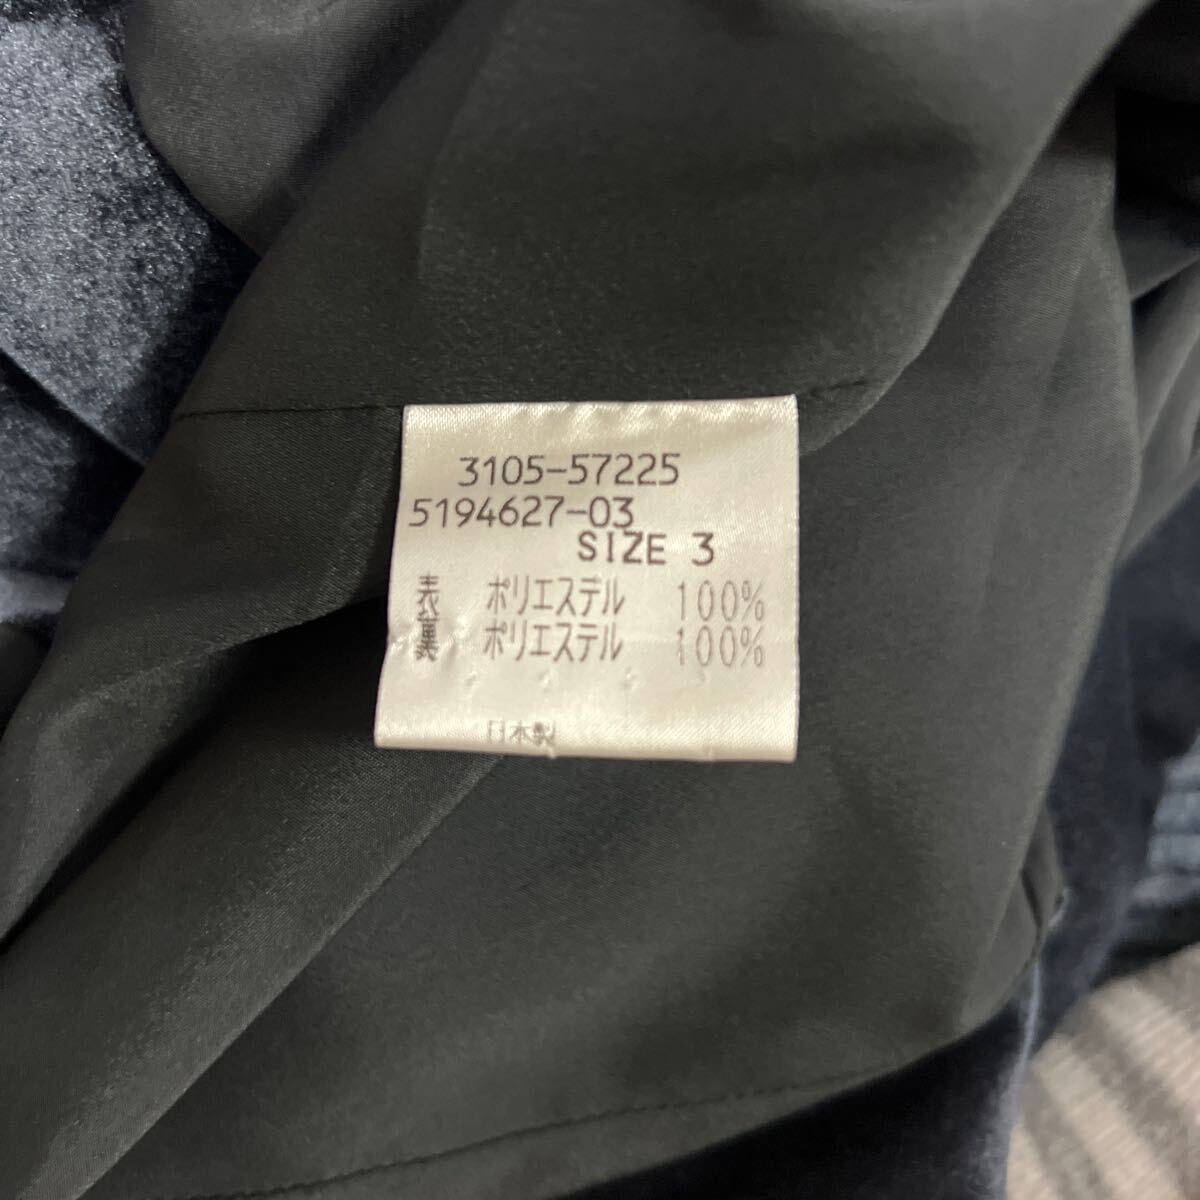 3105-57225
5194627-03
SIZE 3
表 ポリエステル 100%
裏 ポリエステル 100%
日本製